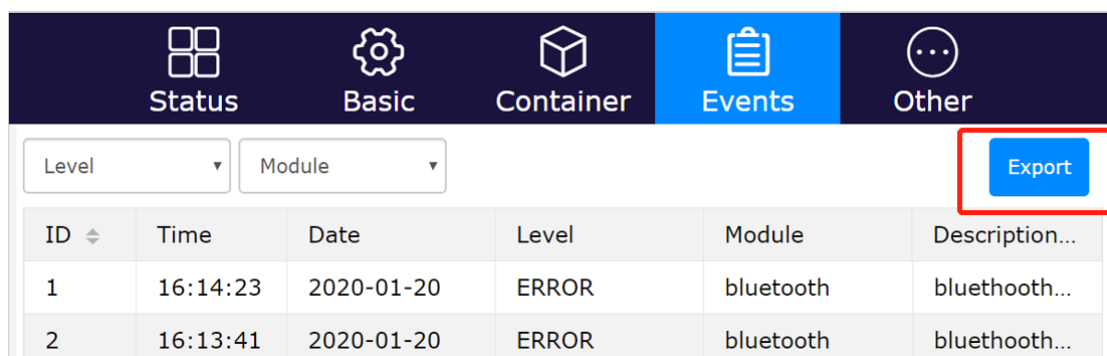 Status Basic Container Events Other
Level Module Export
ID Time Date Level Module Description...
1 16:14:23 2020-01-20 ERROR bluetooth bluethooth...
2 16:13:41 2020-01-20 ERROR bluetooth bluethooth...